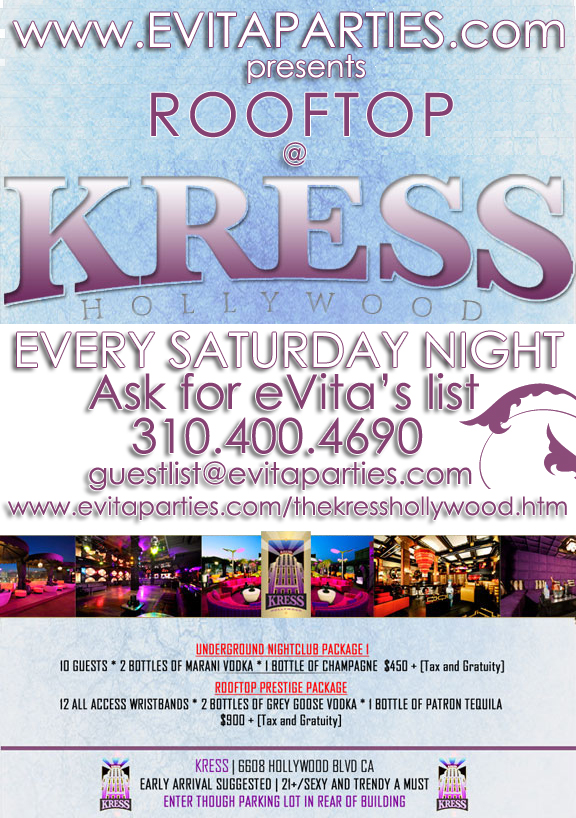 www.EVITAPARTIES.com
presents
ROOFTOP
@
KRESS
HOLLYWOOD
EVERY SATURDAY NIGHT
Ask for eVita's list
310.400.4690
guestlist@evitaparties.com
www.evitaparties.com/thekresshollywood.htm
KRESS
UNDERGROUND NIGHTCLUB PACKAGE 1
10 GUESTS * 2 BOTTLES OF MARANI VODKA * 1 BOTTLE OF CHAMPAGNE $450 + [Tax and Gratuity]
ROOFTOP PRESTIGE PACKAGE
12 ALL ACCESS WRISTBANDS * 2 BOTTLES OF GREY GOOSE VODKA * 1 BOTTLE OF PATRON TEQUILA
$900 + [Tax and Gratuity]
KRESS | 6608 HOLLYWOOD BLVD CA
EARLY ARRIVAL SUGGESTED | 21+/SEXY AND TRENDY A MUST
ENTER THOUGH PARKING LOT IN REAR OF BUILDING
KRESS
KRESS